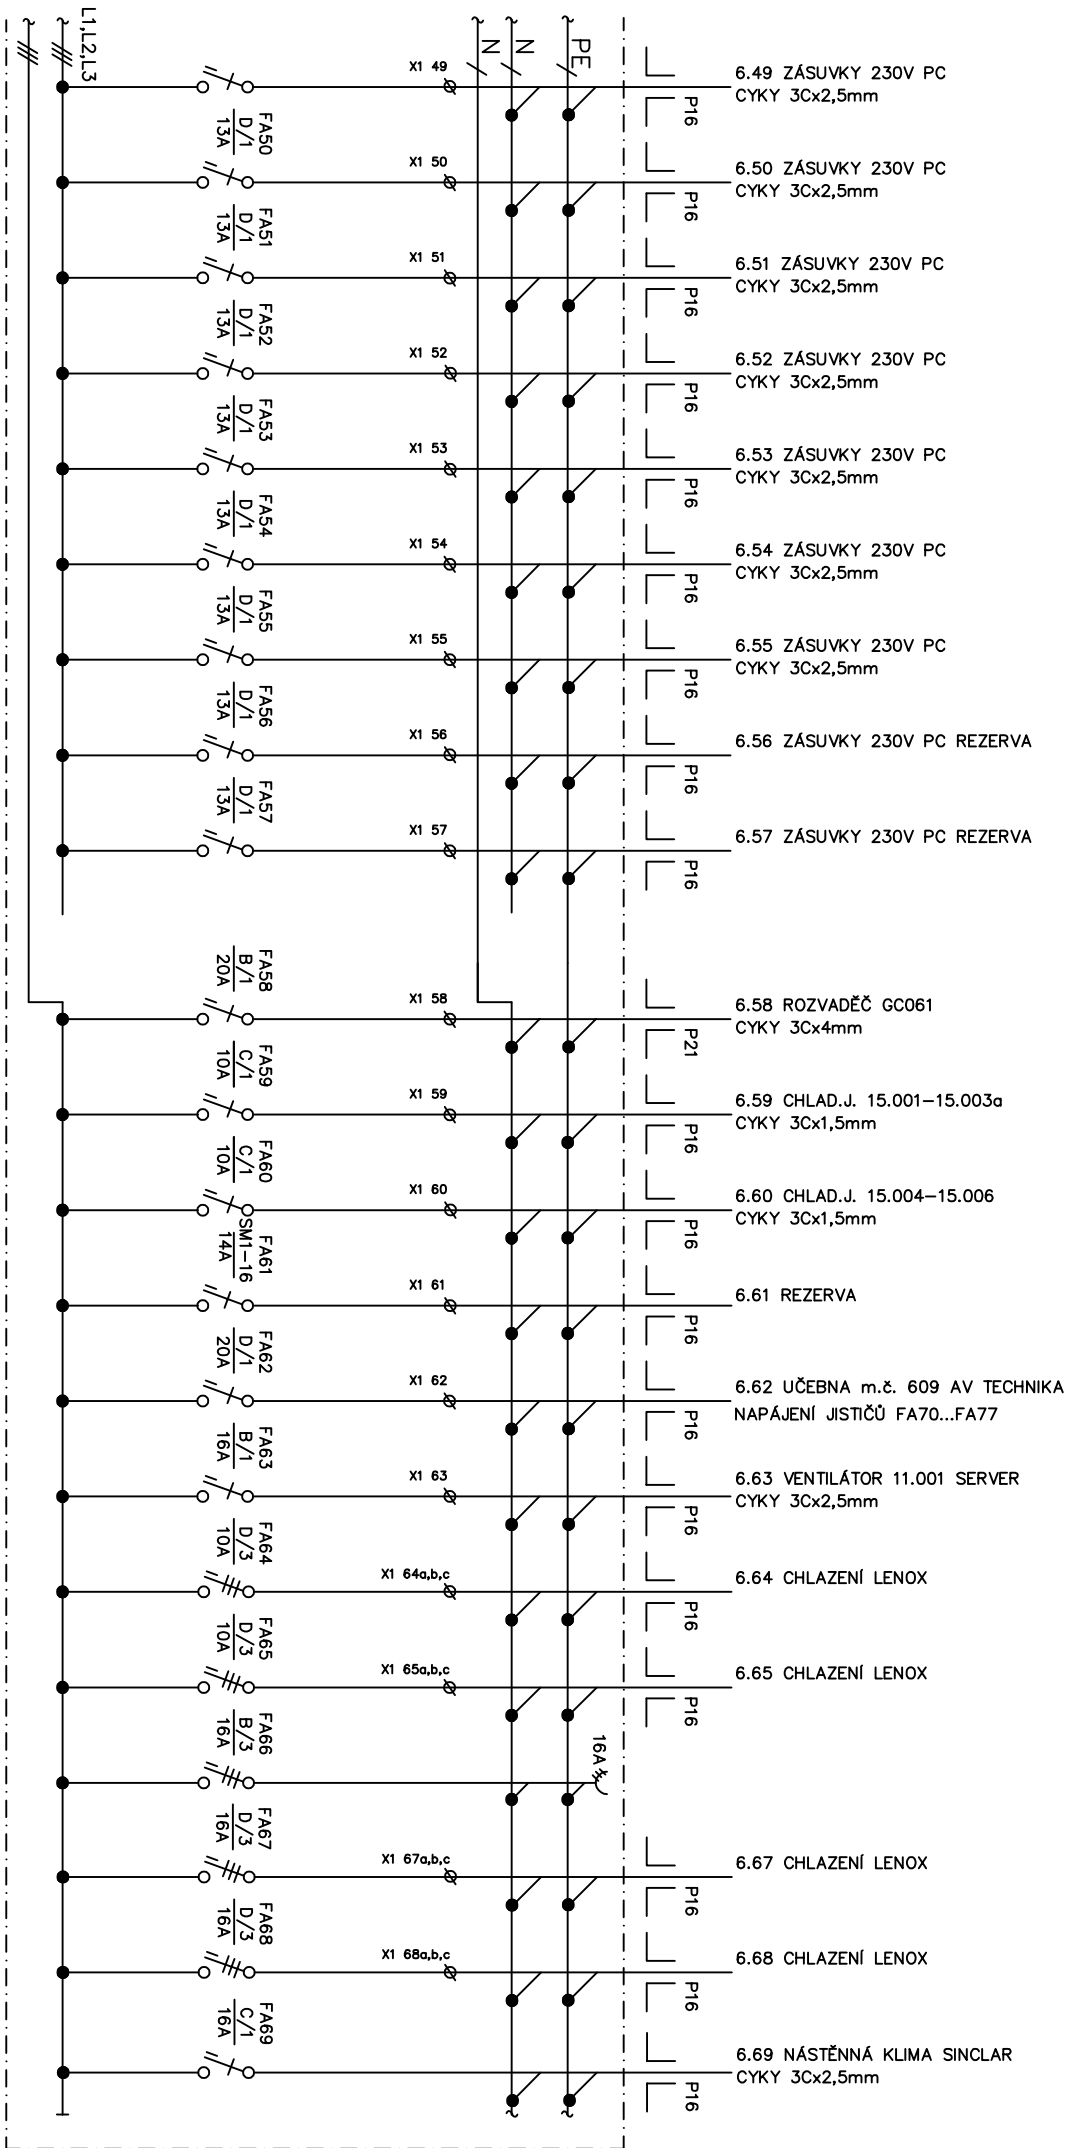 L1,L2,L3
N
N
PE
X1 49
P16
6.49 ZÁSUVKY 230V PC
CYKY 3Cx2,5mm
FA50
D/1
13A
X1 50
P16
6.50 ZÁSUVKY 230V PC
CYKY 3Cx2,5mm
FA51
D/1
13A
X1 51
P16
6.51 ZÁSUVKY 230V PC
CYKY 3Cx2,5mm
FA52
D/1
13A
X1 52
P16
6.52 ZÁSUVKY 230V PC
CYKY 3Cx2,5mm
FA53
D/1
13A
X1 53
P16
6.53 ZÁSUVKY 230V PC
CYKY 3Cx2,5mm
FA54
D/1
13A
X1 54
P16
6.54 ZÁSUVKY 230V PC
CYKY 3Cx2,5mm
FA55
D/1
13A
X1 55
P16
6.55 ZÁSUVKY 230V PC
CYKY 3Cx2,5mm
FA56
D/1
13A
X1 56
P16
6.56 ZÁSUVKY 230V PC REZERVA
FA57
D/1
13A
X1 57
P16
6.57 ZÁSUVKY 230V PC REZERVA
FA58
B/1
20A
X1 58
P21
6.58 ROZVADĚČ GC061
CYKY 3Cx4mm
FA59
C/1
10A
X1 59
P16
6.59 CHLAD.J. 15.001-15.003a
CYKY 3Cx1,5mm
FA60
C/1
10A
X1 60
P16
6.60 CHLAD.J. 15.004-15.006
CYKY 3Cx1,5mm
FA61
SM1-16
14A
X1 61
P16
6.61 REZERVA
FA62
D/1
20A
X1 62
P16
6.62 UČEBNA m.č. 609 AV TECHNIKA
NAPÁJENÍ JISTIČŮ FA70...FA77
FA63
B/1
16A
X1 63
P16
6.63 VENTILÁTOR 11.001 SERVER
CYKY 3Cx2,5mm
FA64
D/3
10A
X1 64a,b,c
P16
6.64 CHLAZENÍ LENOX
FA65
D/3
10A
X1 65a,b,c
P16
6.65 CHLAZENÍ LENOX
FA66
B/3
16A
16A
FA67
D/3
16A
X1 67a,b,c
P16
6.67 CHLAZENÍ LENOX
FA68
D/3
16A
X1 68a,b,c
P16
6.68 CHLAZENÍ LENOX
FA69
C/1
16A
P16
6.69 NÁSTĚNNÁ KLIMA SINCLAR
CYKY 3Cx2,5mm